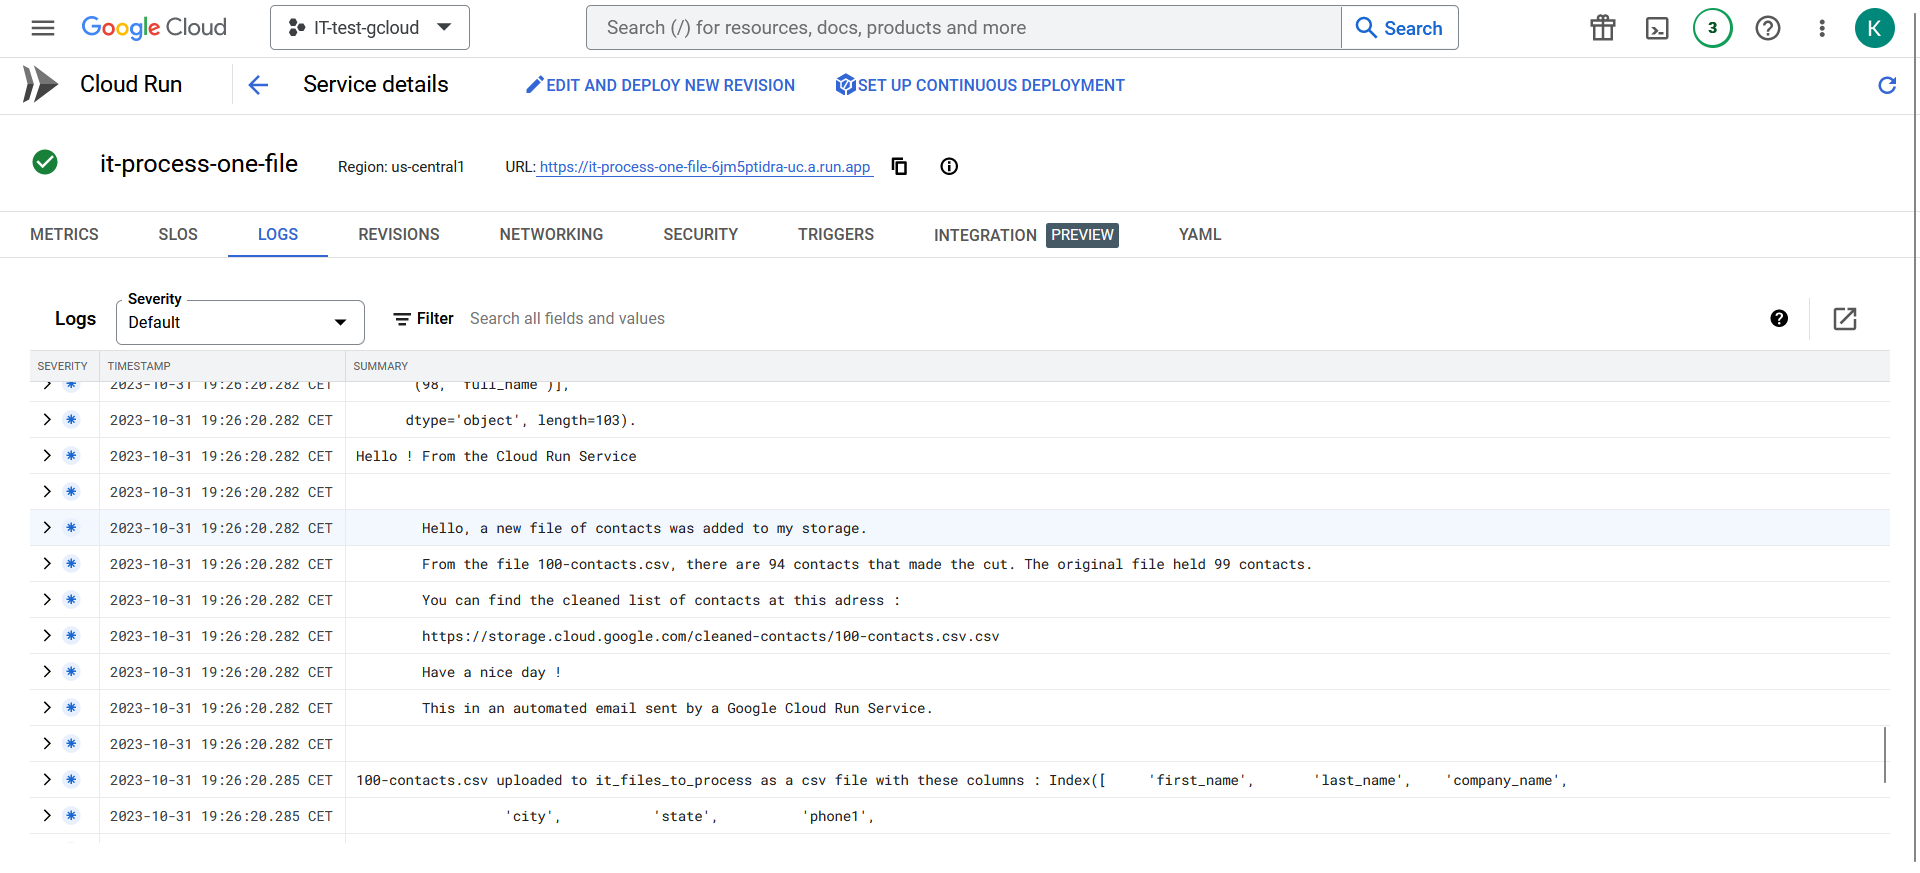 Google Cloud IT-test-gcloud Search (/) for resources, docs, products and more Search 3 K
Cloud Run Service details EDIT AND DEPLOY NEW REVISION SET UP CONTINUOUS DEPLOYMENT
it-process-one-file Region: us-central1 URL: https://it-process-one-file-6jm5ptidra-uc.a.run.app
METRICS SLOS LOGS REVISIONS NETWORKING SECURITY TRIGGERS INTEGRATION PREVIEW YAML
Severity
Logs Default Filter Search all fields and values
SEVERITY TIMESTAMP SUMMARY
2023-10-31 19:26:20.282 CET (98, 'full_name')],
2023-10-31 19:26:20.282 CET dtype='object', length=103).
2023-10-31 19:26:20.282 CET Hello ! From the Cloud Run Service
2023-10-31 19:26:20.282 CET
2023-10-31 19:26:20.282 CET Hello, a new file of contacts was added to my storage.
2023-10-31 19:26:20.282 CET From the file 100-contacts.csv, there are 94 contacts that made the cut. The original file held 99 contacts.
2023-10-31 19:26:20.282 CET You can find the cleaned list of contacts at this adress :
2023-10-31 19:26:20.282 CET https://storage.cloud.google.com/cleaned-contacts/100-contacts.csv.csv
2023-10-31 19:26:20.282 CET Have a nice day !
2023-10-31 19:26:20.282 CET This in an automated email sent by a Google Cloud Run Service.
2023-10-31 19:26:20.282 CET
2023-10-31 19:26:20.285 CET 100-contacts.csv uploaded to it_files_to_process as a csv file with these columns : Index([ 'first_name', 'last_name', 'company_name',
2023-10-31 19:26:20.285 CET 'city', 'state', 'phone1',